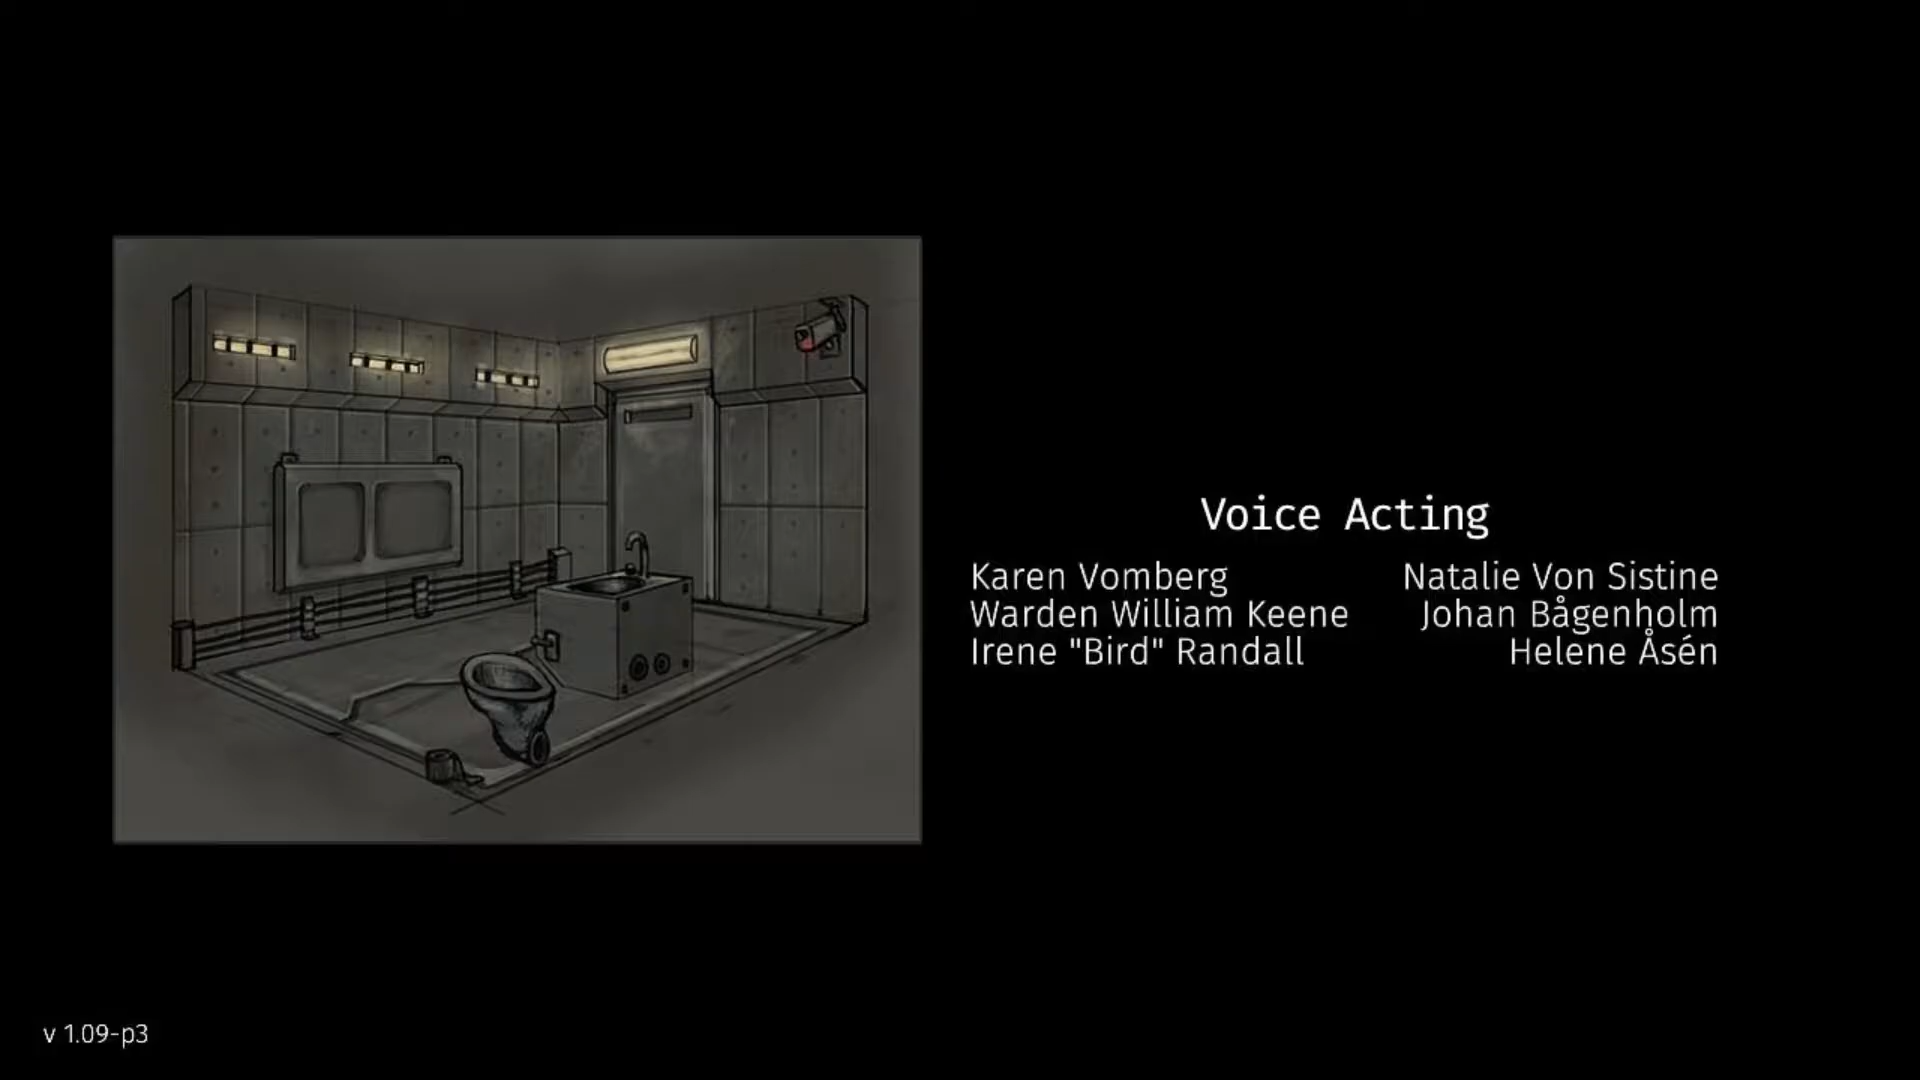 Voice Acting
Karen Vomberg Natalie Von Sistine
Warden William Keene Johan Bågenholm
Irene "Bird" Randall Helene Åsén
v 1.09-p3